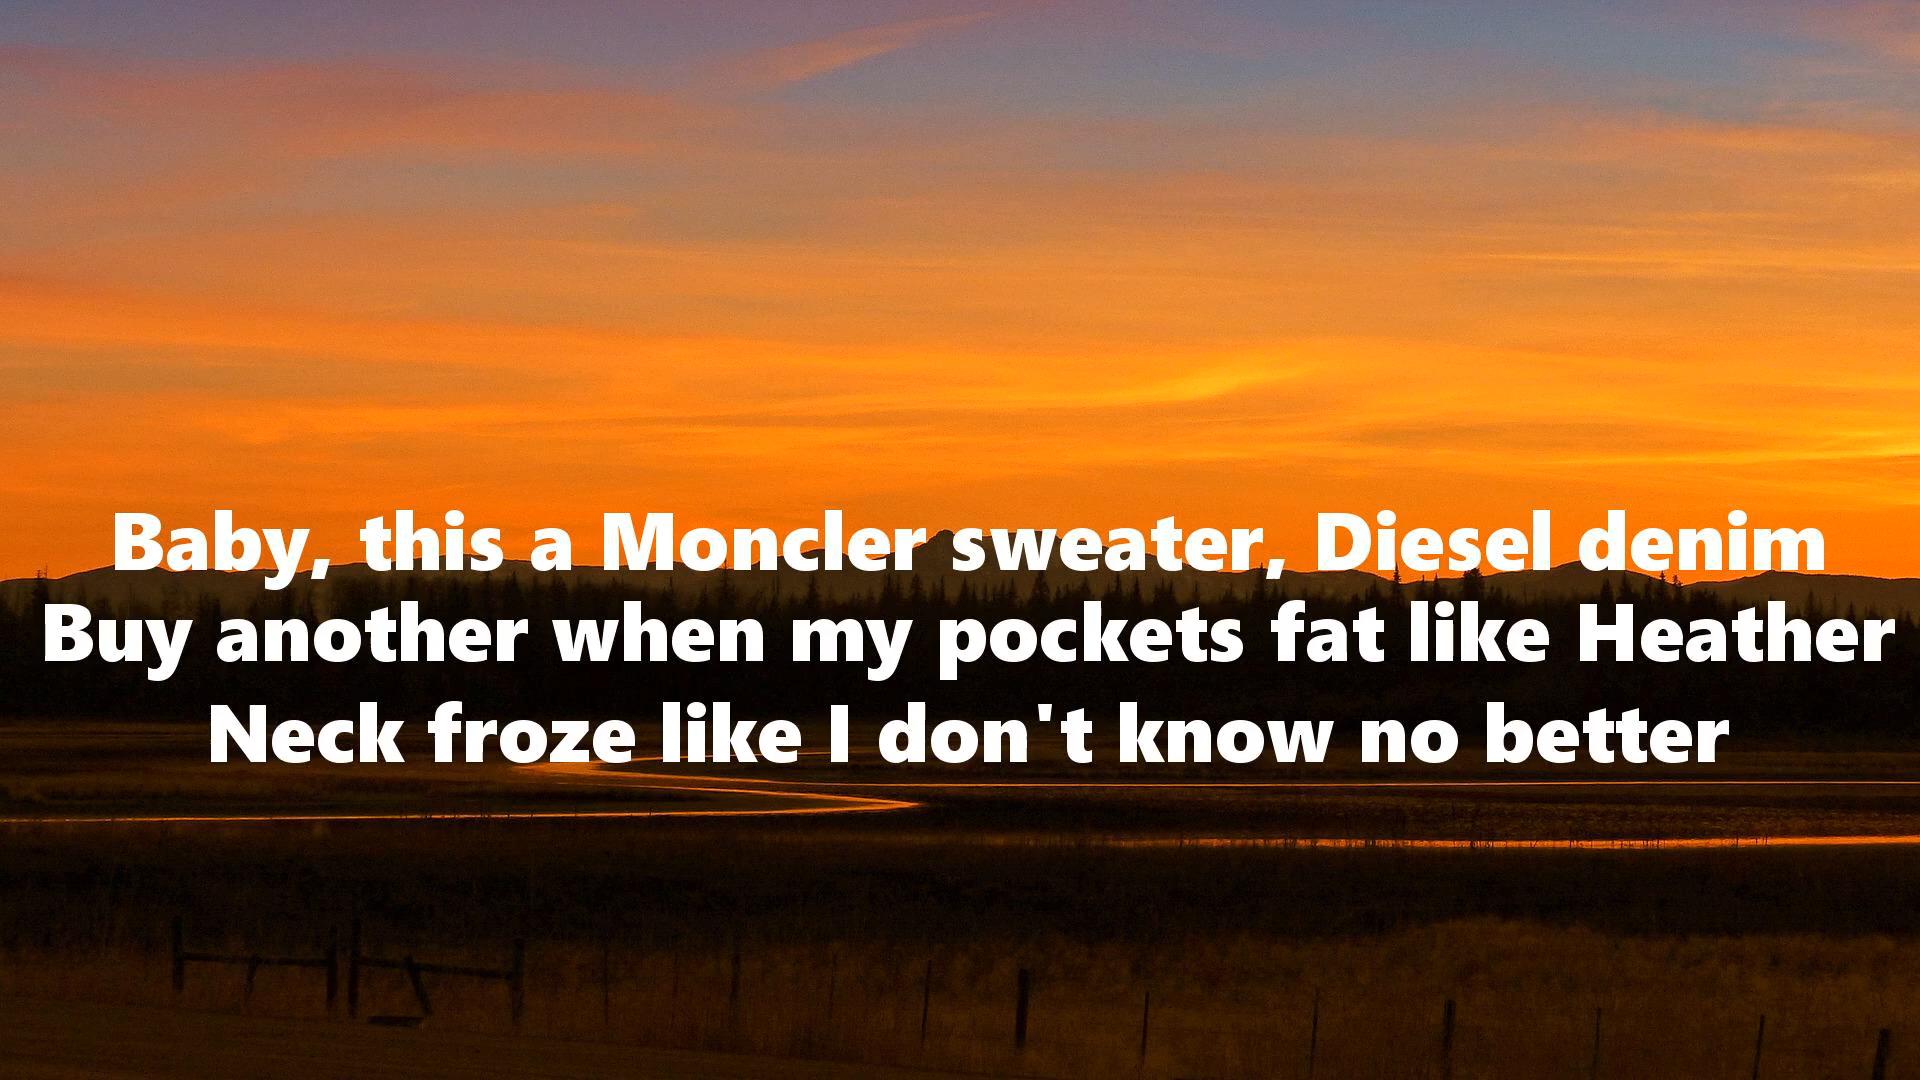 Baby, this a Moncler sweater, Diesel denim
Buy another when my pockets fat like Heather
Neck froze like I don't know no better